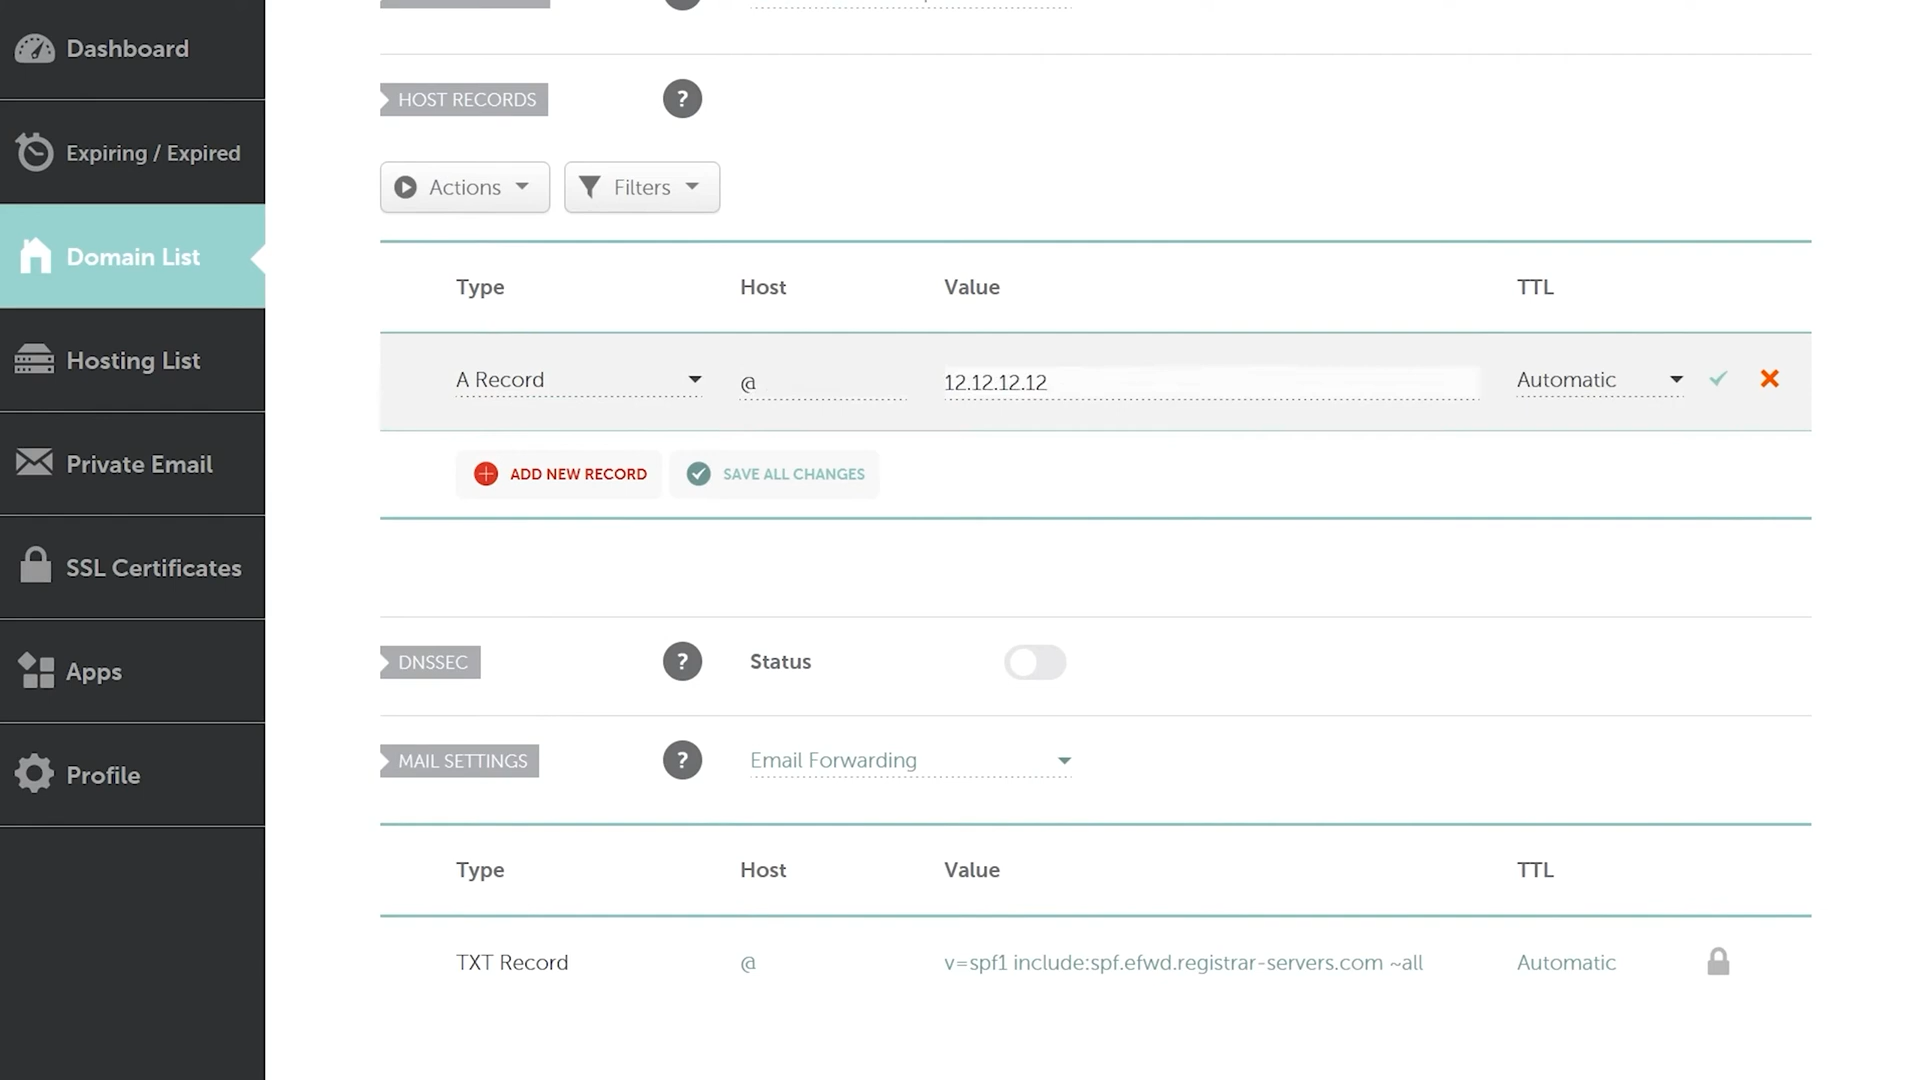 Dashboard
Expiring / Expired
Domain List
Hosting List
Private Email
SSL Certificates
Apps
Profile
HOST RECORDS ?
Actions Filters
Type Host Value TTL
A Record @ 12.12.12.12 Automatic
ADD NEW RECORD SAVE ALL CHANGES
DNSSEC ? Status
MAIL SETTINGS ? Email Forwarding
Type Host Value TTL
TXT Record @ v=spf1 include:spf.efwd.registrar-servers.com ~all Automatic